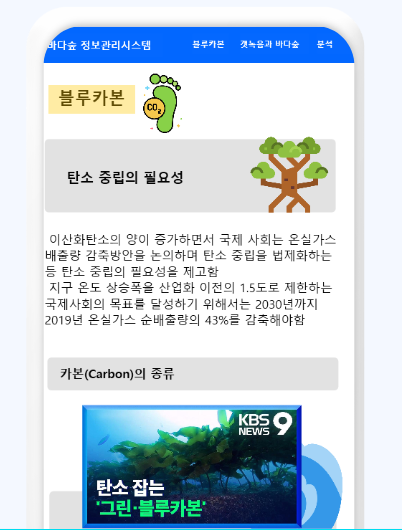 바다숲 정보관리시스템 블루카본 갯녹음과 바다숲 분석
블루카본
CO₂
탄소 중립의 필요성
이산화탄소의 양이 증가하면서 국제 사회는 온실가스
배출량 감축방안을 논의하며 탄소 중립을 법제화하는
등 탄소 중립의 필요성을 제고함
지구 온도 상승폭을 산업화 이전의 1.5도로 제한하는
국제사회의 목표를 달성하기 위해서는 2030년까지
2019년 온실가스 순배출량의 43%를 감축해야함
카본(Carbon)의 종류
KBS
NEWS 9
탄소 잡는
'그린·블루카본'